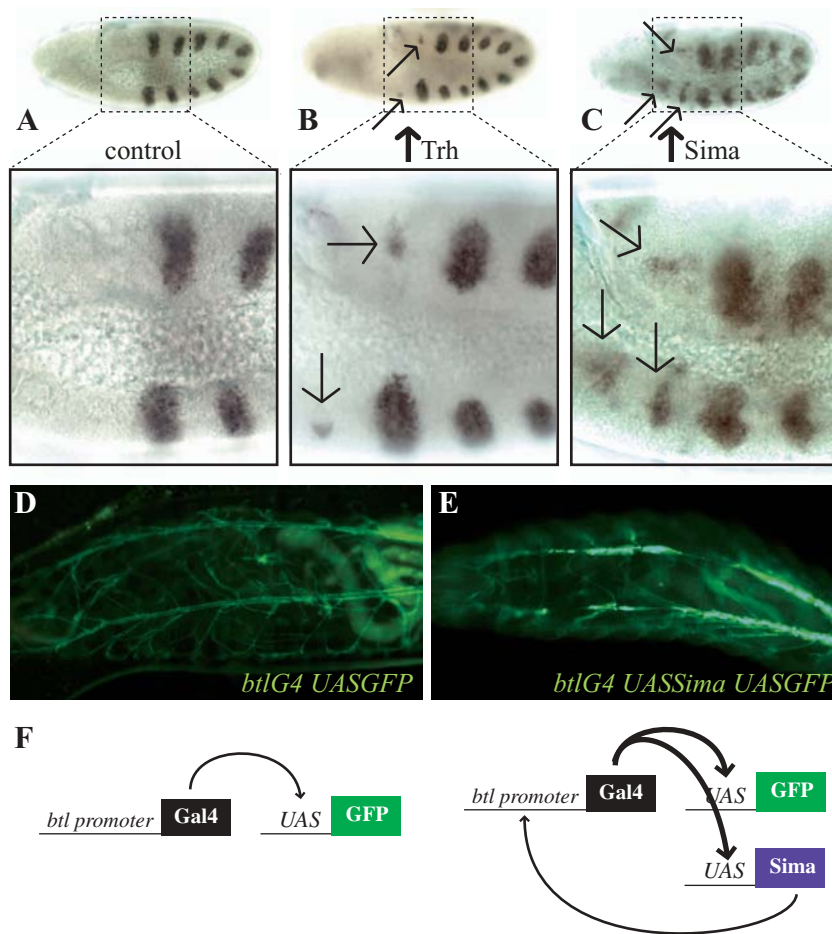 A
B
C
control
Trh
Sima
D
btlG4 UASGFP
E
btlG4 UASSima UASGFP
F
btl promoter Gal4 UAS GFP
btl promoter Gal4 UAS GFP
UAS Sima